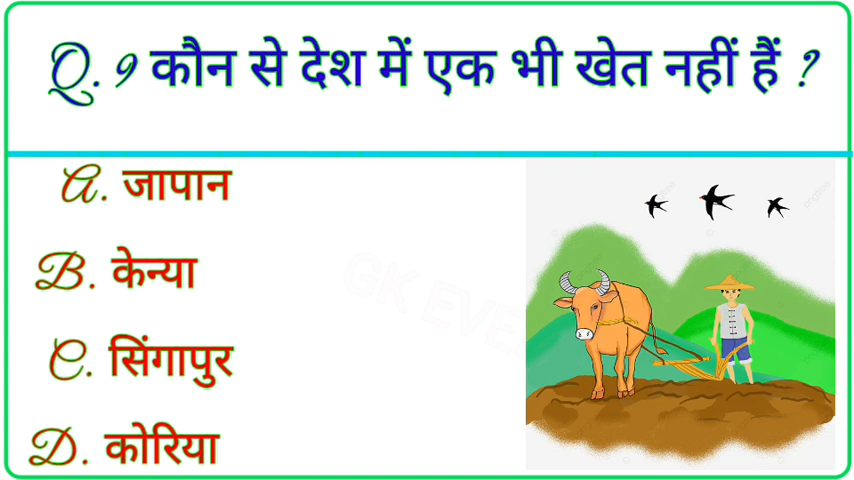 Q. 9 कौन से देश में एक भी खेत नहीं हैं ?
A. जापान
B. केन्या
C. सिंगापुर
D. कोरिया